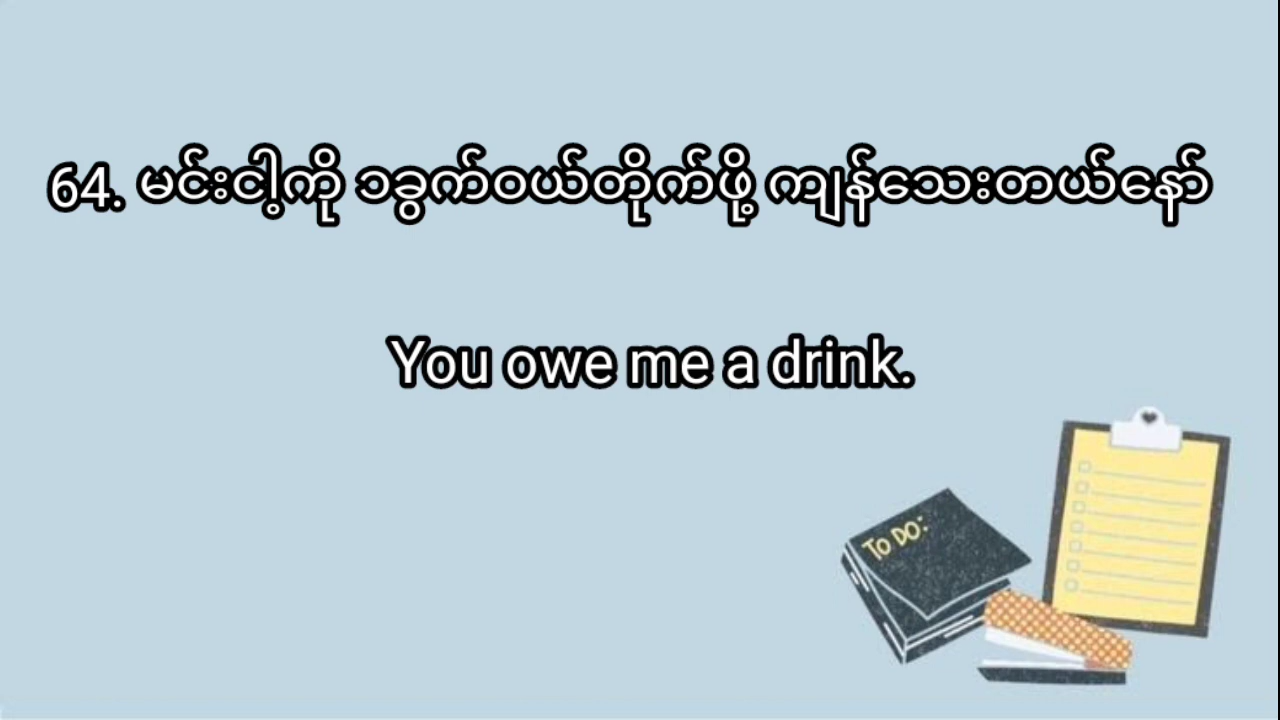 64. မင်းငါ့ကို ၁ခွက်ဝယ်တိုက်ဖို့ ကျန်သေးတယ်နော်
You owe me a drink.
To DO: